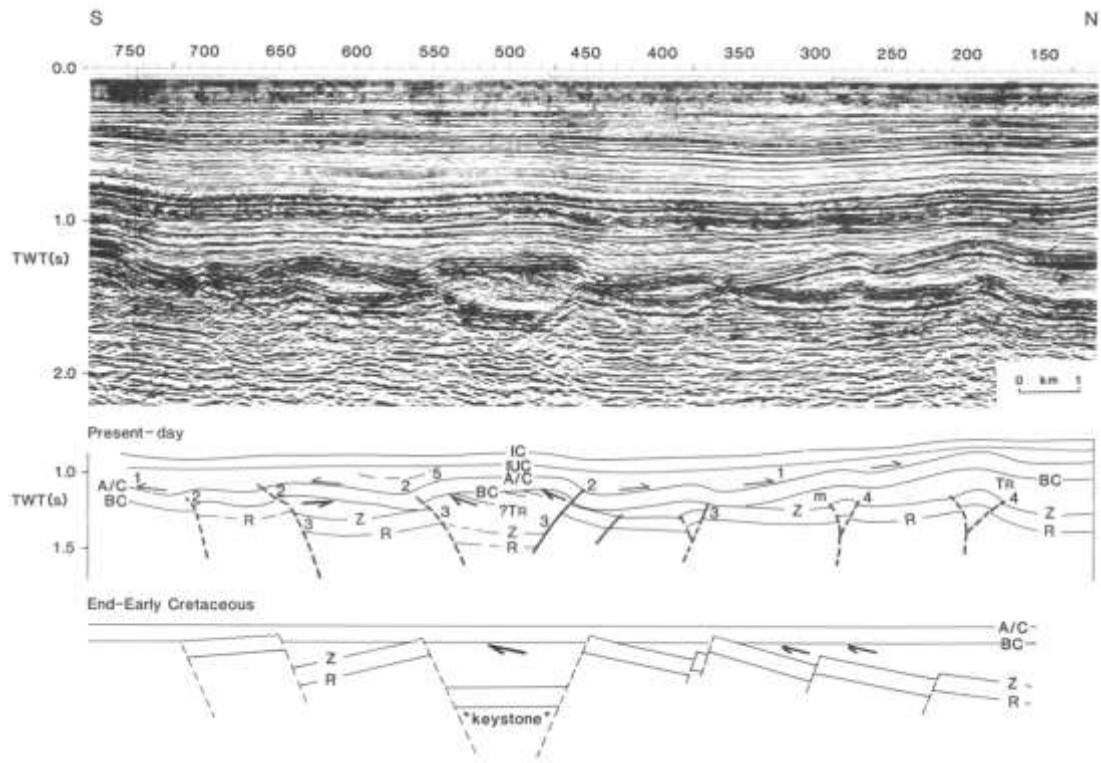 S N
750 700 650 600 550 500 450 400 350 300 250 200 150
0.0
1.0
TWT(s)
2.0
0 km 1
Present-day
IC
IUC
A/C
1.0
A/C 1 2 2 2 5 BC 2 1 TR BC
TWT(s)
BC
R 3 Z 3 ?TR 3 3 Z m 4 R 4 Z
R Z R
1.5
End-Early Cretaceous
A/C
BC
Z
R
Z
R
"keystone"